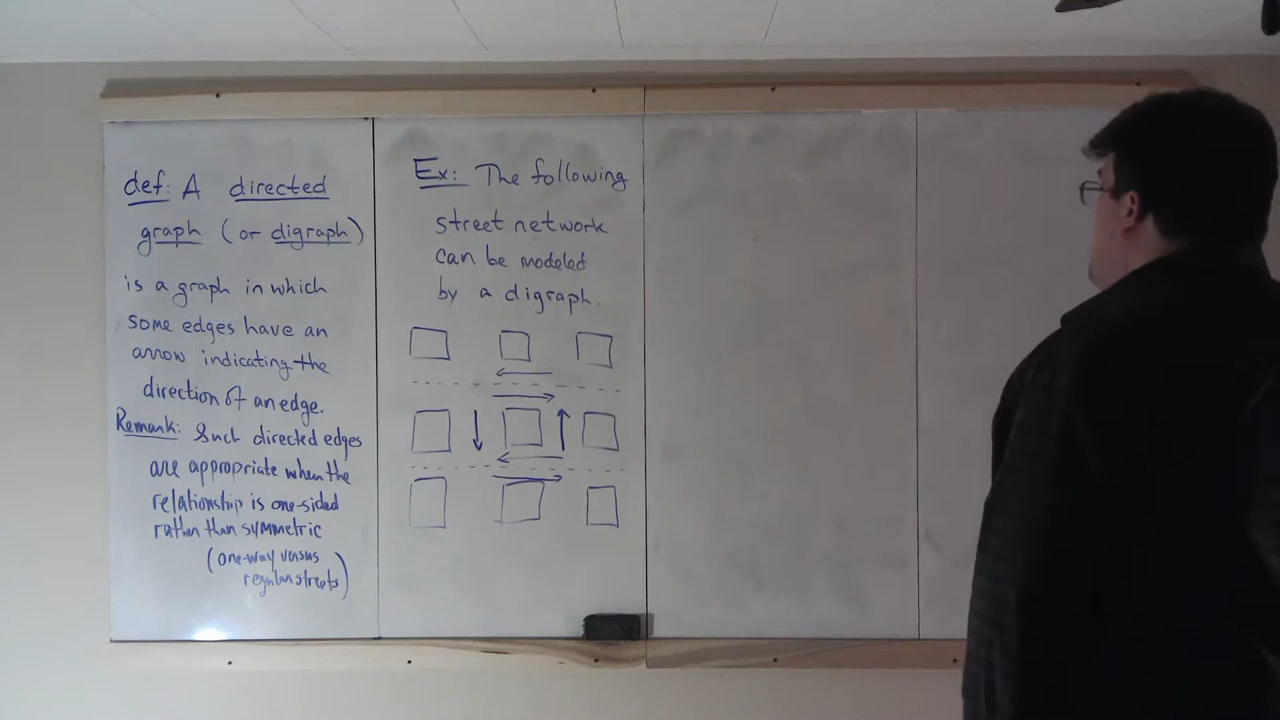 def: A directed
graph (or digraph)
is a graph in which
some edges have an
arrow indicating the
direction of an edge.
Remark: Such directed edges
are appropriate when the
relationship is one-sided
rather than symmetric
(one-way versus
regular streets)
Ex: The following
street network
can be modeled
by a digraph.